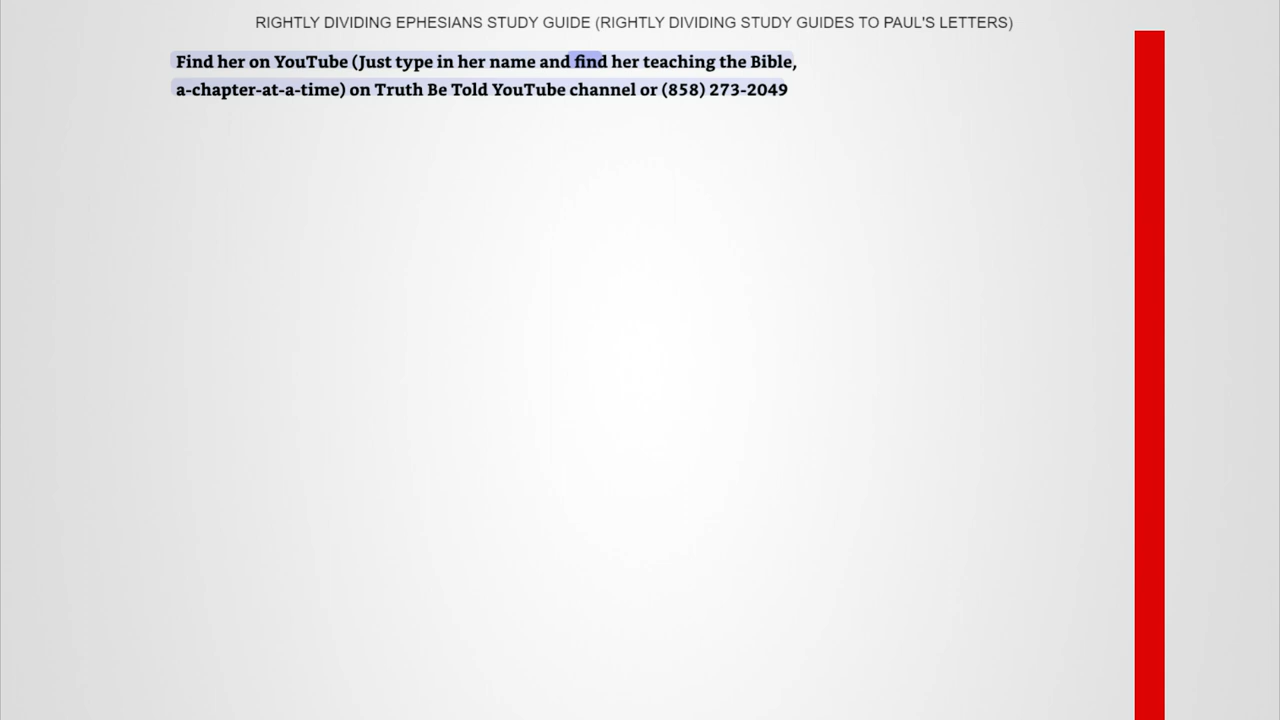 RIGHTLY DIVIDING EPHESIANS STUDY GUIDE (RIGHTLY DIVIDING STUDY GUIDES TO PAUL'S LETTERS)
Find her on YouTube (Just type in her name and find her teaching the Bible,
a-chapter-at-a-time) on Truth Be Told YouTube channel or (858) 273-2049